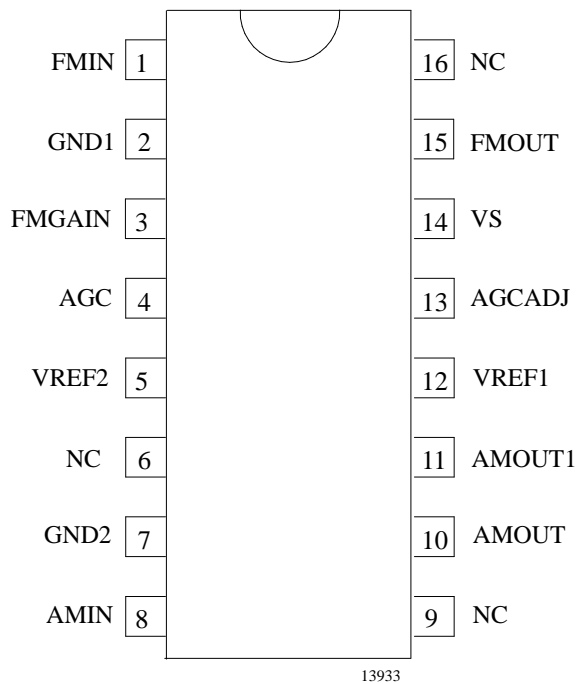 FMIN 1 16 NC
GND1 2 15 FMOUT
FMGAIN 3 14 VS
AGC 4 13 AGCADJ
VREF2 5 12 VREF1
NC 6 11 AMOUT1
GND2 7 10 AMOUT
AMIN 8 9 NC
13933